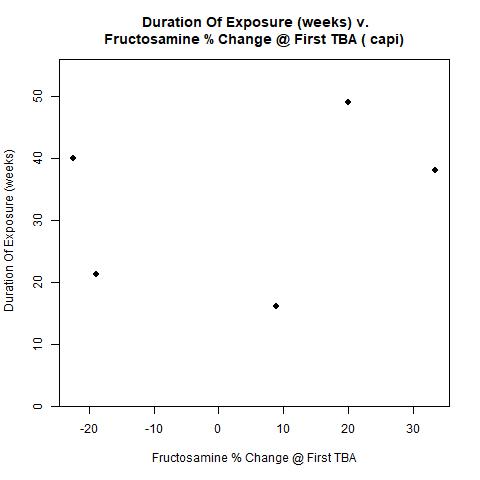 Duration Of Exposure (weeks) v.
Fructosamine % Change @ First TBA ( capi)
Duration Of Exposure (weeks)
50
40
30
20
10
0
-20 -10 0 10 20 30
Fructosamine % Change @ First TBA